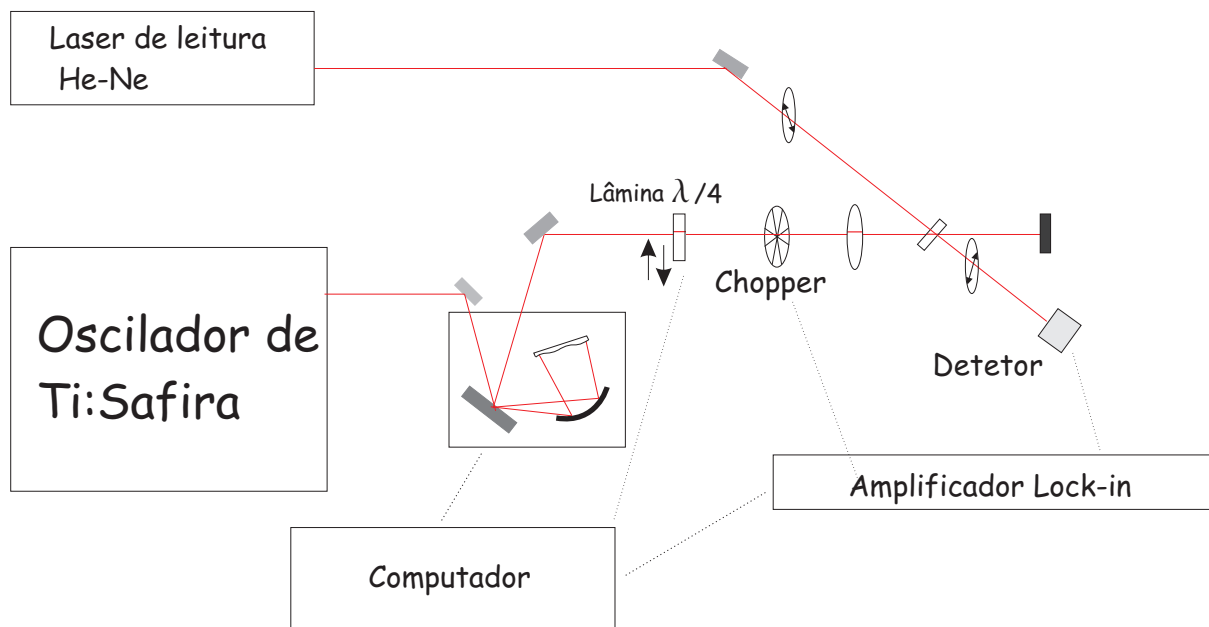 Laser de leitura
He-Ne
Lâmina λ/4
Chopper
Oscilador de
Ti:Safira
Detetor
Amplificador Lock-in
Computador